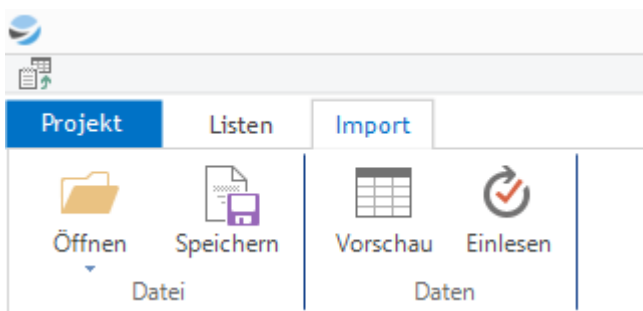 Projekt Listen Import
Öffnen Speichern Vorschau Einlesen
Datei Daten